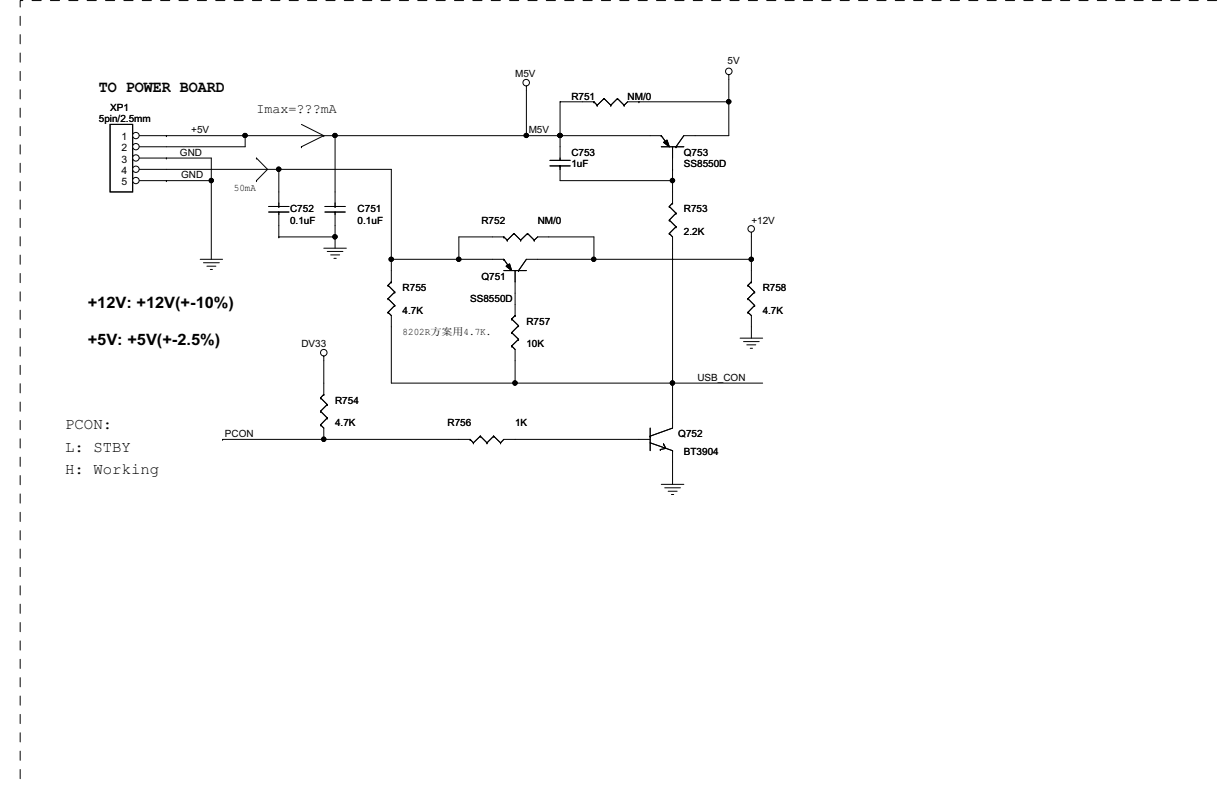 TO POWER BOARD
XP1
5pin/2.5mm
1
2
3
4
5
+5V
GND
GND
Imax=???mA
50mA
C752
0.1uF
C751
0.1uF
M5V
M5V
R751 NM/0
5V
C753
1uF
Q753
SS8550D
R753
2.2K
R752 NM/0
+12V
Q751
SS8550D
R755
4.7K
8202R方案用4.7K.
R757
10K
R758
4.7K
+12V: +12V(+-10%)
+5V: +5V(+-2.5%)
DV33
R754
4.7K
USB_CON
PCON:
L: STBY
H: Working
PCON
R756 1K
Q752
BT3904